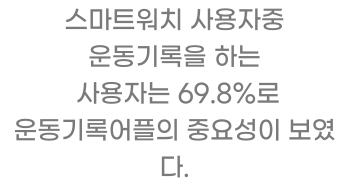 스마트워치 사용자중
운동기록을 하는
사용자는 69.8%로
운동기록어플의 중요성이 보였
다.